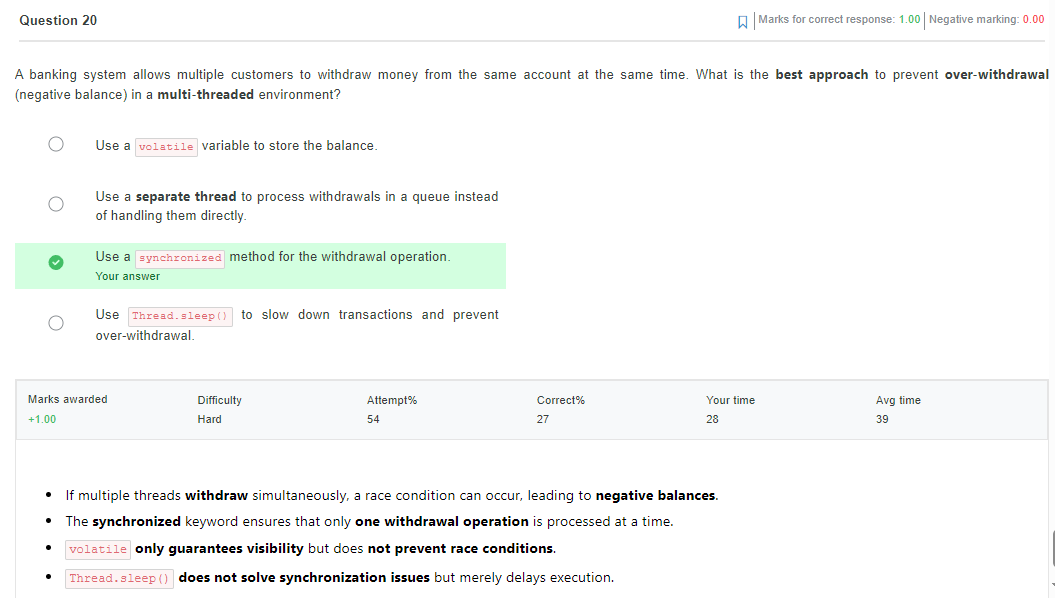 Question 20
Marks for correct response: 1.00 Negative marking: 0.00
A banking system allows multiple customers to withdraw money from the same account at the same time. What is the best approach to prevent over-withdrawal
(negative balance) in a multi-threaded environment?
Use a volatile variable to store the balance.
Use a separate thread to process withdrawals in a queue instead
of handling them directly.
Use a synchronized method for the withdrawal operation.
Your answer
Use Thread.sleep() to slow down transactions and prevent
over-withdrawal.
Marks awarded Difficulty Attempt% Correct% Your time Avg time
+1.00 Hard 54 27 28 39
• If multiple threads withdraw simultaneously, a race condition can occur, leading to negative balances.
• The synchronized keyword ensures that only one withdrawal operation is processed at a time.
• volatile only guarantees visibility but does not prevent race conditions.
• Thread.sleep() does not solve synchronization issues but merely delays execution.